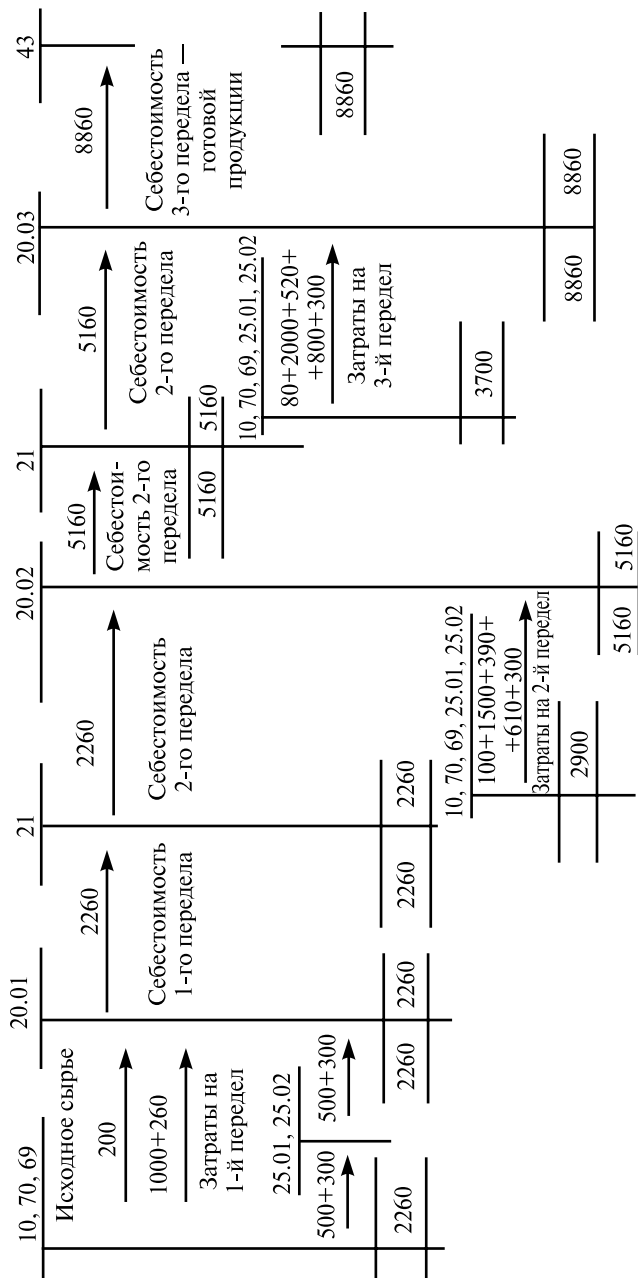 10, 70, 69
Исходное сырье
200
1000+260
Затраты на
1-й передел
25.01, 25.02
500+300
500+300
2260
20.01
2260
2260
2260
Себестоимость
1-го передела
21
2260
2260
2260
Себестоимость
2-го передела
20.02
10, 70, 69, 25.01, 25.02
100+1500+390+
+610+300
Затраты на 2-й передел
2900
5160
5160
5160
Себестои-
мость 2-го
передела
21
5160
5160
5160
Себестоимость
2-го передела
20.03
10, 70, 69, 25.01, 25.02
80+2000+520+
+800+300
Затраты на
3-й передел
3700
8860
8860
8860
Себестоимость
3-го передела —
готовой
продукции
43
8860